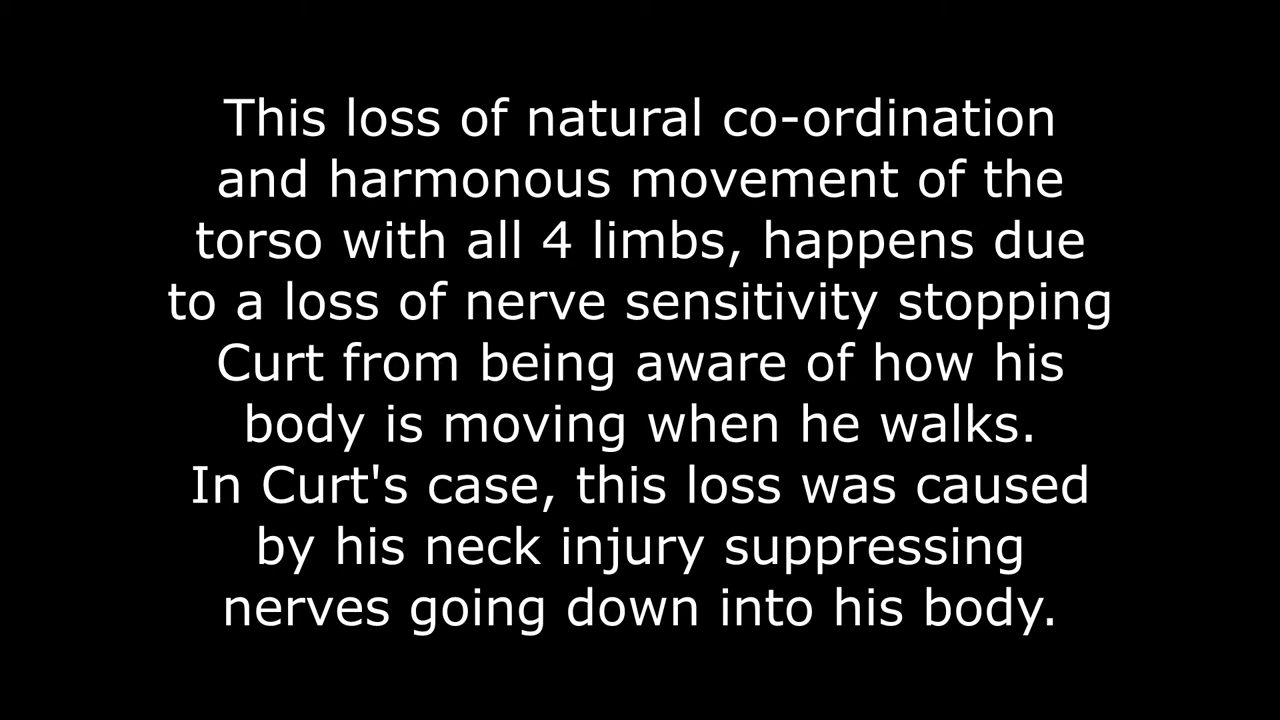 This loss of natural co-ordination
and harmonous movement of the
torso with all 4 limbs, happens due
to a loss of nerve sensitivity stopping
Curt from being aware of how his
body is moving when he walks.
In Curt's case, this loss was caused
by his neck injury suppressing
nerves going down into his body.